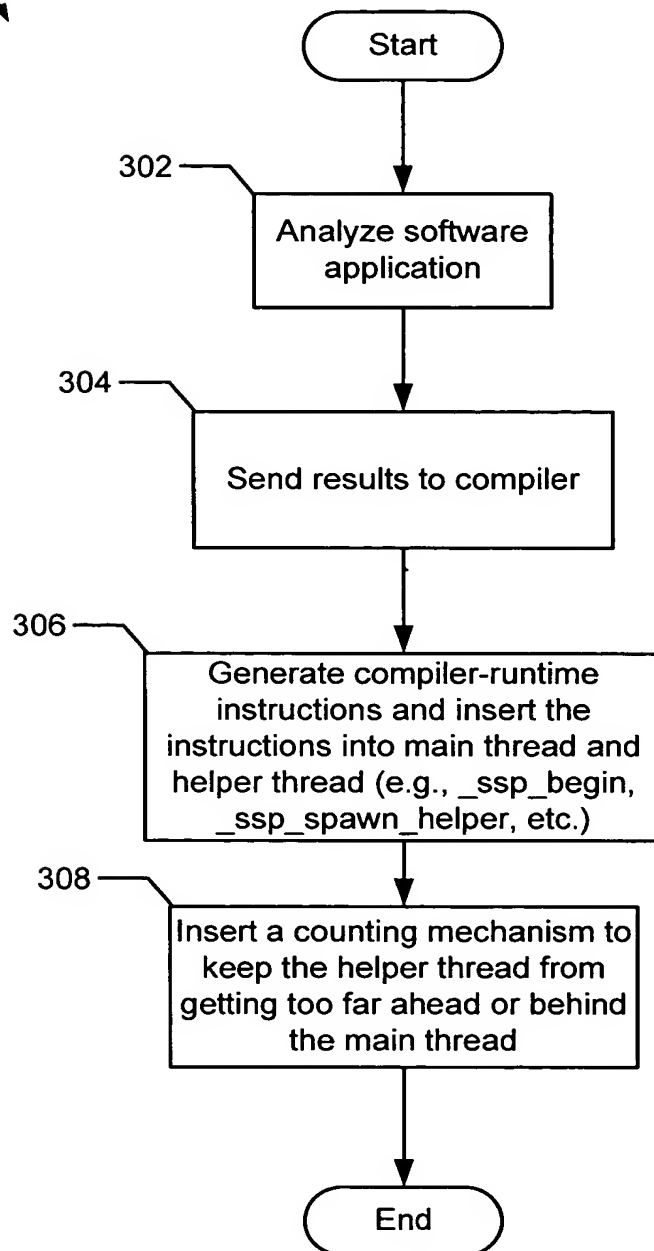 Start
302
Analyze software
application
304
Send results to compiler
306
Generate compiler-runtime
instructions and insert the
instructions into main thread and
helper thread (e.g., _ssp_begin,
_ssp_spawn_helper, etc.)
308
Insert a counting mechanism to
keep the helper thread from
getting too far ahead or behind
the main thread
End